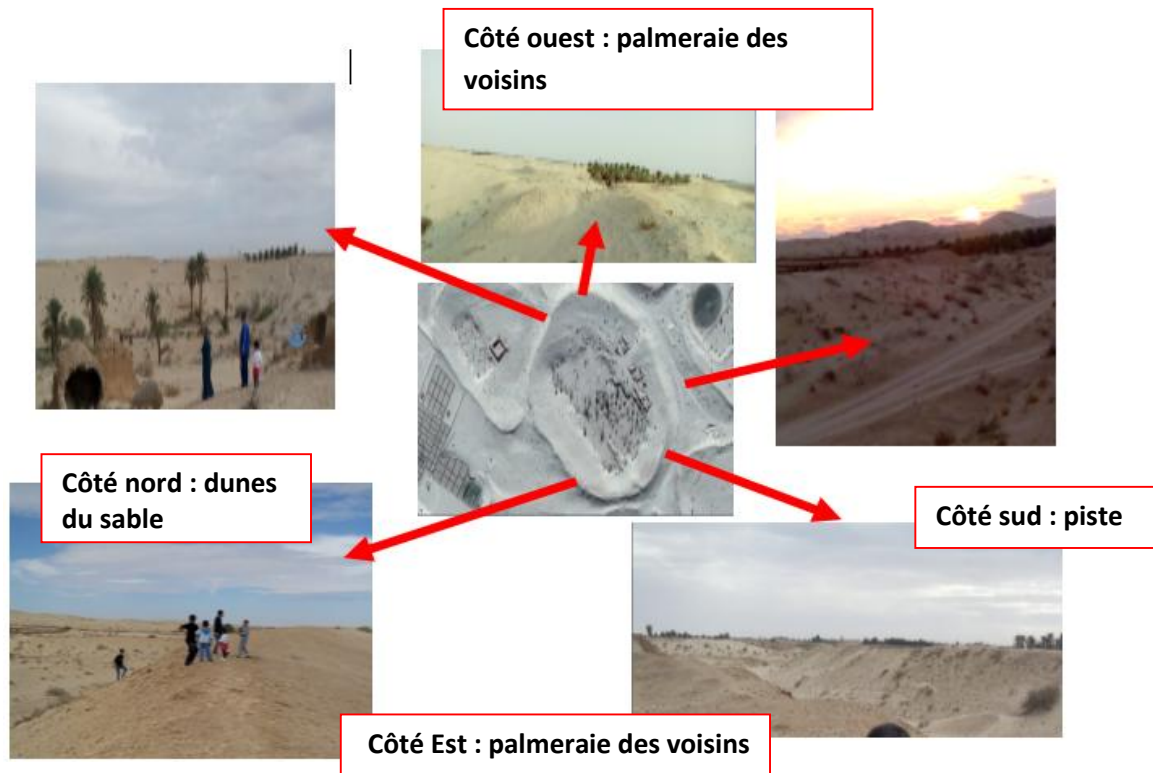 Côté ouest : palmeraie des
voisins
Côté nord : dunes
du sable
Côté sud : piste
Côté Est : palmeraie des voisins